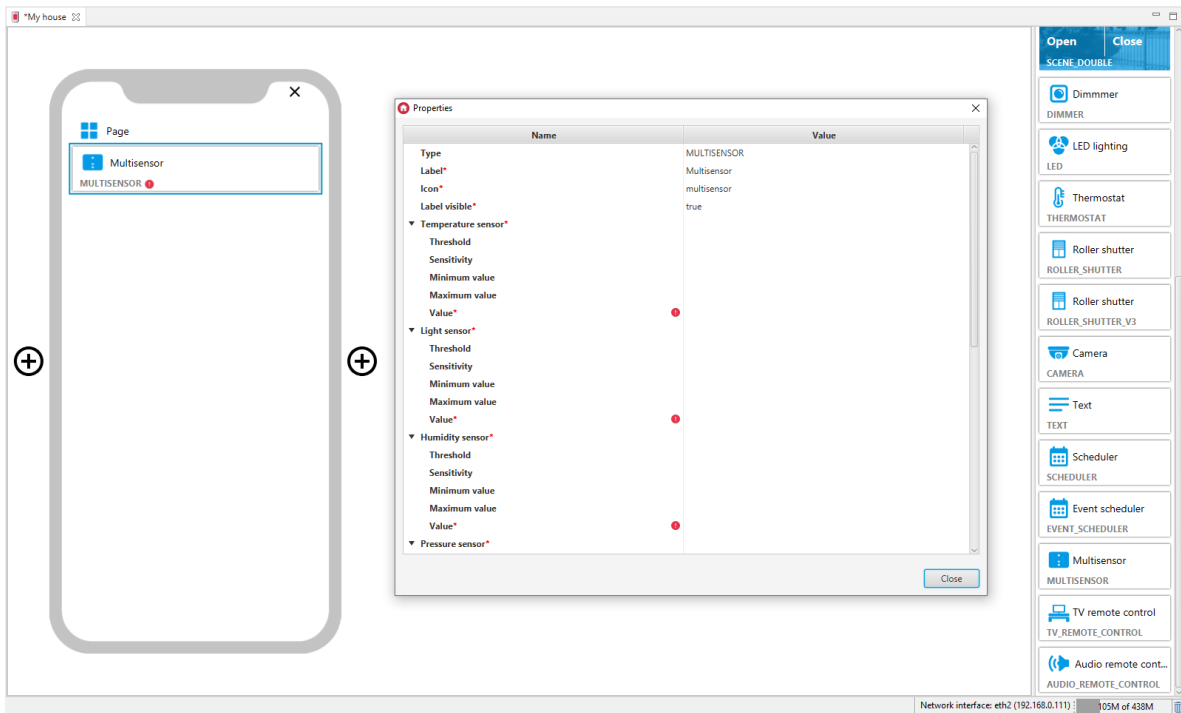 *My house
Page
Multisensor
MULTISENSOR
Properties
Name Value
Type MULTISENSOR
Label* Multisensor
Icon* multisensor
Label visible* true
Temperature sensor*
Threshold
Sensitivity
Minimum value
Maximum value
Value*
Light sensor*
Threshold
Sensitivity
Minimum value
Maximum value
Value*
Humidity sensor*
Threshold
Sensitivity
Minimum value
Maximum value
Value*
Pressure sensor*
Close
Open Close
SCENE_DOUBLE
Dimmmer
DIMMER
LED lighting
LED
Thermostat
THERMOSTAT
Roller shutter
ROLLER_SHUTTER
Roller shutter
ROLLER_SHUTTER_V3
Camera
CAMERA
Text
TEXT
Scheduler
SCHEDULER
Event scheduler
EVENT_SCHEDULER
Multisensor
MULTISENSOR
TV remote control
TV_REMOTE_CONTROL
Audio remote cont...
AUDIO_REMOTE_CONTROL
Network interface: eth2 (192.168.0.111) 105M of 438M